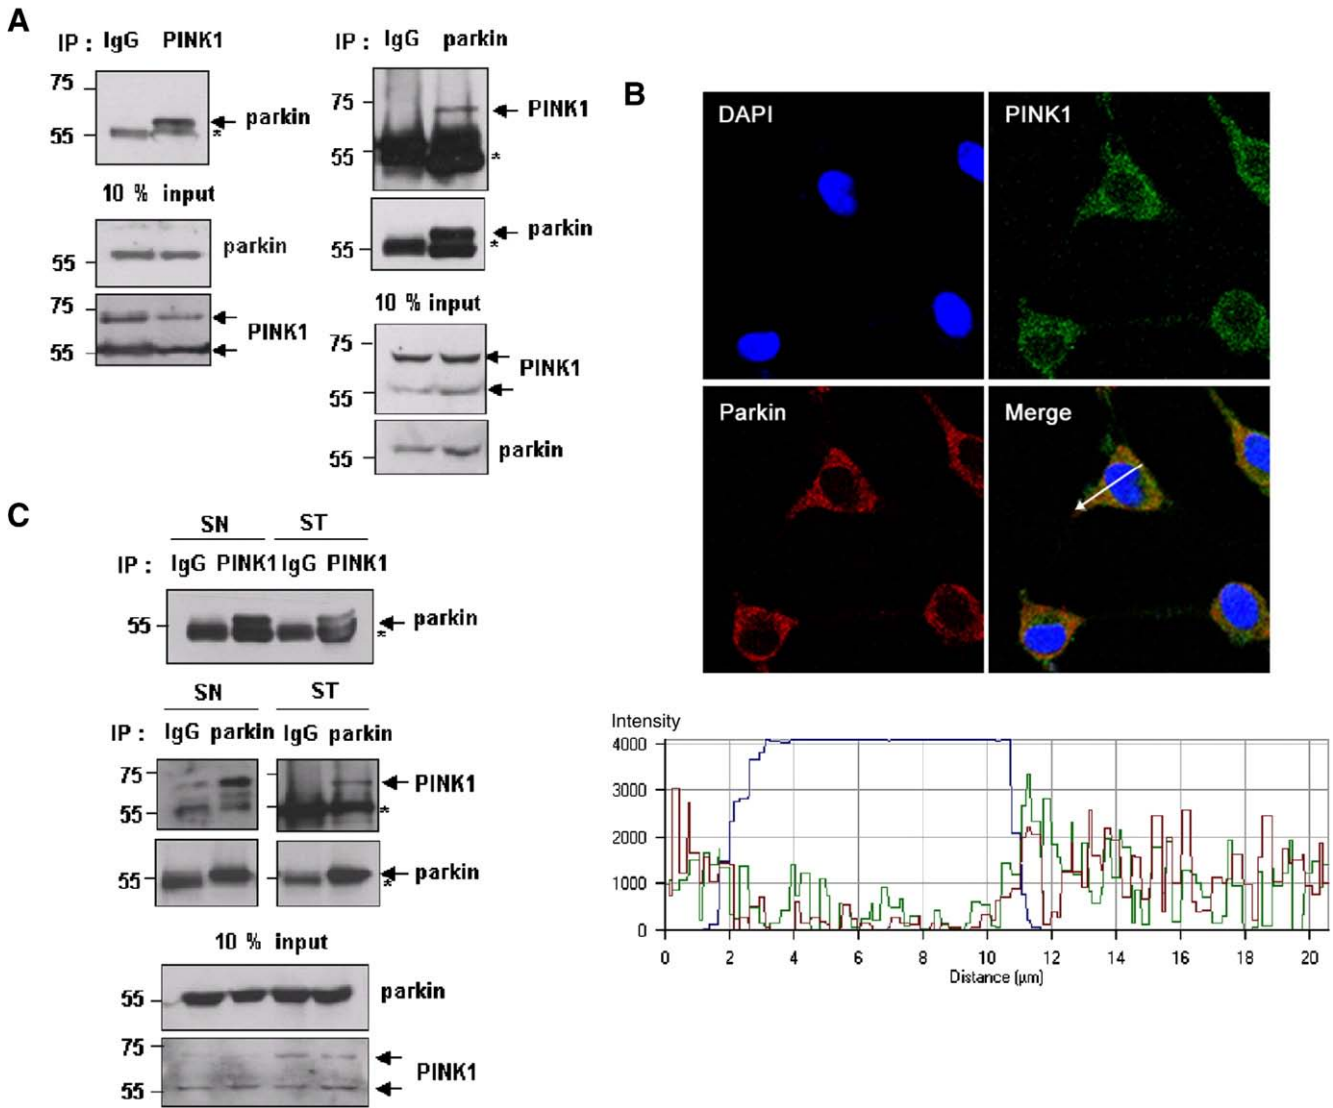 A
IP : IgG PINK1
75
parkin
55
*
10 % input
parkin
55
75
PINK1
55
IP : IgG parkin
75
PINK1
55
*
parkin
55
*
10 % input
75
PINK1
55
parkin
55
B
DAPI
PINK1
Parkin
Merge
Intensity
4000
3000
2000
1000
0
0 2 4 6 8 10 12 14 16 18 20
Distance (µm)
C
SN ST
IP : IgG PINK1 IgG PINK1
55
parkin
*
SN ST
IP : IgG parkin IgG parkin
75
PINK1
55
*
55
parkin
*
10 % input
55
parkin
75
PINK1
55